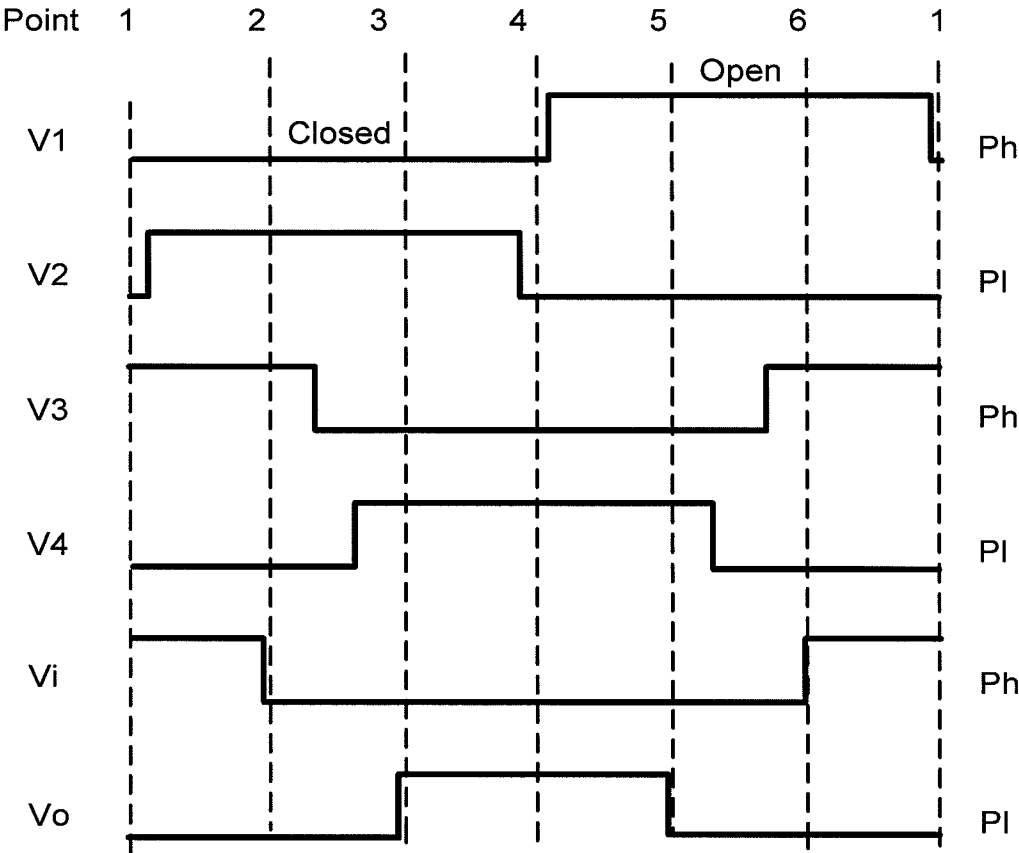 Point 1 2 3 4 5 6 1
Open
V1 Closed Ph
V2 Pl
V3 Ph
V4 Pl
Vi Ph
Vo Pl